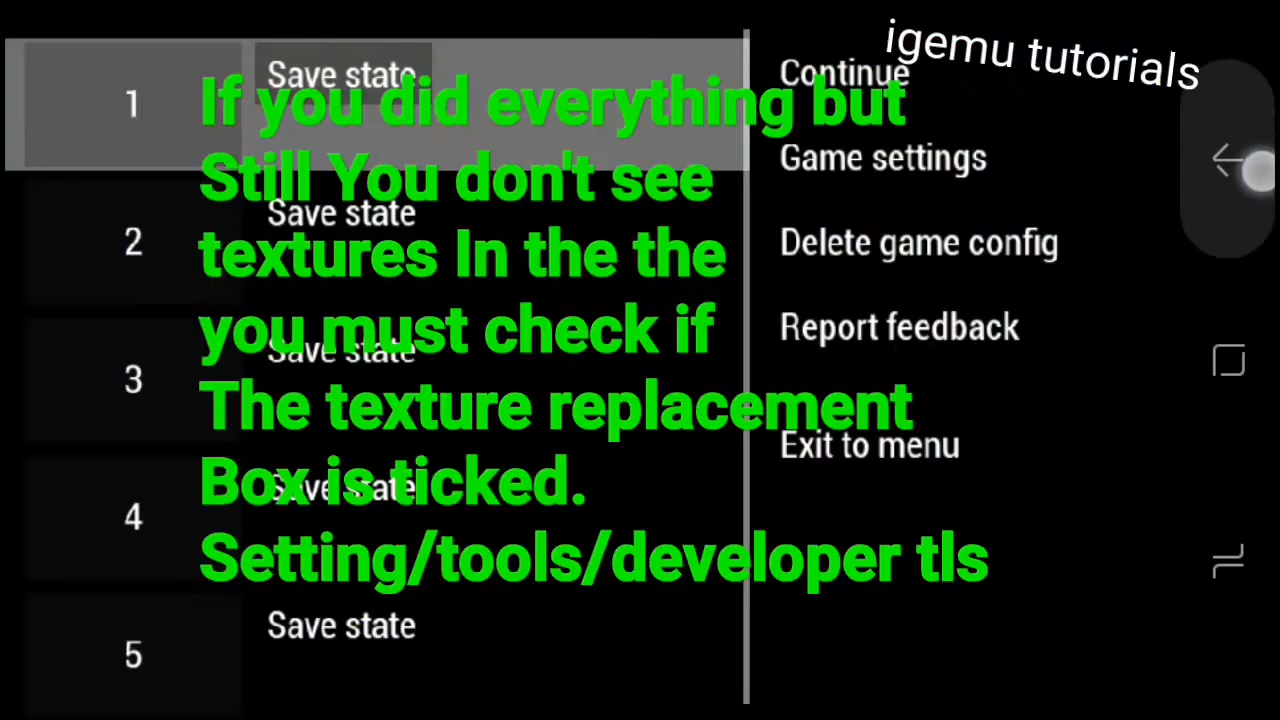 igemu tutorials
1
Save state
2
Save state
3
Save state
4
Save state
5
Save state
Continue
Game settings
Delete game config
Report feedback
Exit to menu
If you did everything but
Still You don't see
textures In the the
you must check if
The texture replacement
Box is ticked.
Setting/tools/developer tls